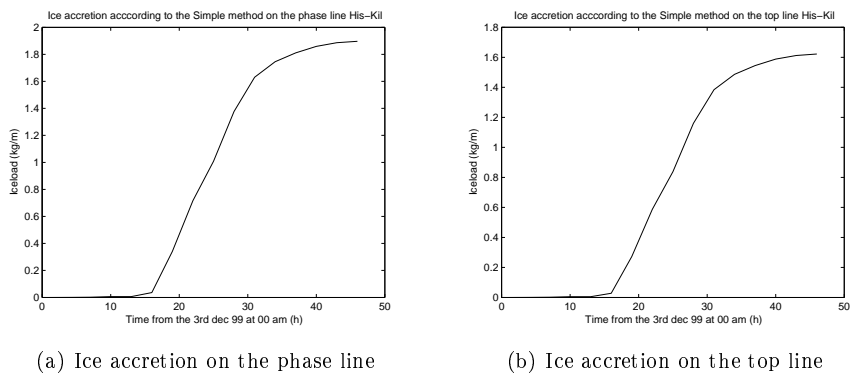 Ice accretion acccording to the Simple method on the phase line His-Kil
2
1.8
1.6
1.4
1.2
1
0.8
0.6
0.4
0.2
0
Iceload (kg/m)
0 10 20 30 40 50
Time from the 3rd dec 99 at 00 am (h)
(a) Ice accretion on the phase line
Ice accretion acccording to the Simple method on the top line His-Kil
1.8
1.6
1.4
1.2
1
0.8
0.6
0.4
0.2
0
Iceload (kg/m)
0 10 20 30 40 50
Time from the 3rd dec 99 at 00 am (h)
(b) Ice accretion on the top line